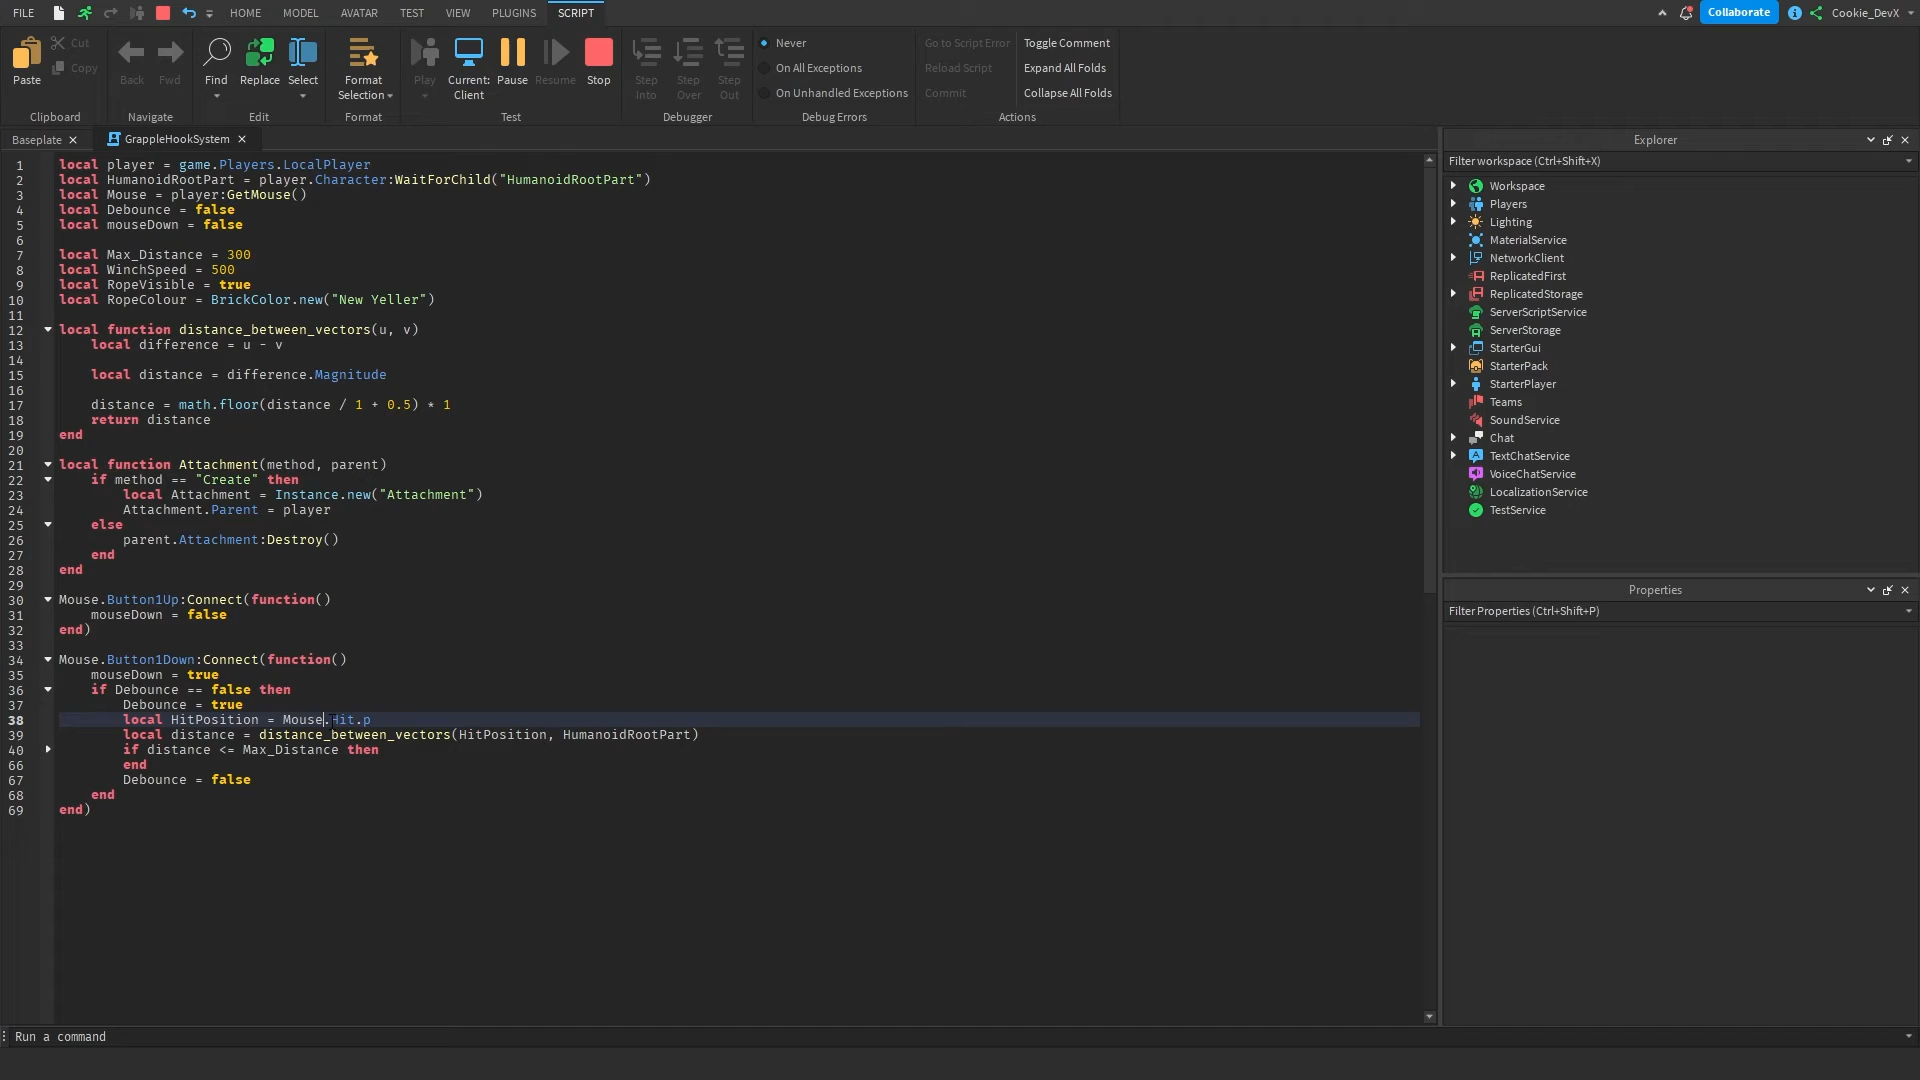 FILE HOME MODEL AVATAR TEST VIEW PLUGINS SCRIPT Collaborate Cookie_DevX
Paste Cut Copy Back Fwd Find Replace Select Format Selection Play Current: Client Pause Resume Stop Step Into Step Over Step Out Never On All Exceptions On Unhandled Exceptions Go to Script Error Reload Script Commit Toggle Comment Expand All Folds Collapse All Folds
Clipboard Navigate Edit Format Test Debugger Debug Errors Actions
Baseplate GrappleHookSystem
1 local player = game.Players.LocalPlayer
2 local HumanoidRootPart = player.Character:WaitForChild("HumanoidRootPart")
3 local Mouse = player:GetMouse()
4 local Debounce = false
5 local mouseDown = false
6
7 local Max_Distance = 300
8 local WinchSpeed = 500
9 local RopeVisible = true
10 local RopeColour = BrickColor.new("New Yeller")
11
12 local function distance_between_vectors(u, v)
13 local difference = u - v
14
15 local distance = difference.Magnitude
16
17 distance = math.floor(distance / 1 + 0.5) * 1
18 return distance
19 end
20
21 local function Attachment(method, parent)
22 if method == "Create" then
23 local Attachment = Instance.new("Attachment")
24 Attachment.Parent = player
25 else
26 parent.Attachment:Destroy()
27 end
28 end
29
30 Mouse.Button1Up:Connect(function()
31 mouseDown = false
32 end)
33
34 Mouse.Button1Down:Connect(function()
35 mouseDown = true
36 if Debounce == false then
37 Debounce = true
38 local HitPosition = Mouse.Hit.p
39 local distance = distance_between_vectors(HitPosition, HumanoidRootPart)
40 if distance <= Max_Distance then
66 end
67 Debounce = false
68 end
69 end)
Explorer
Filter workspace (Ctrl+Shift+X)
Workspace
Players
Lighting
MaterialService
NetworkClient
ReplicatedFirst
ReplicatedStorage
ServerScriptService
ServerStorage
StarterGui
StarterPack
StarterPlayer
Teams
SoundService
Chat
TextChatService
VoiceChatService
LocalizationService
TestService
Properties
Filter Properties (Ctrl+Shift+P)
Run a command